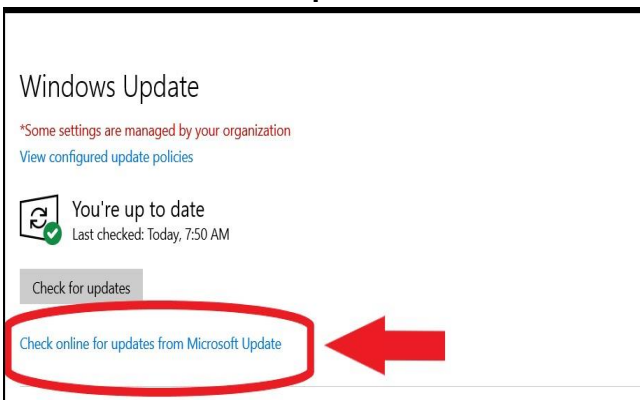 Windows Update
*Some settings are managed by your organization
View configured update policies
You're up to date
Last checked: Today, 7:50 AM
Check for updates
Check online for updates from Microsoft Update